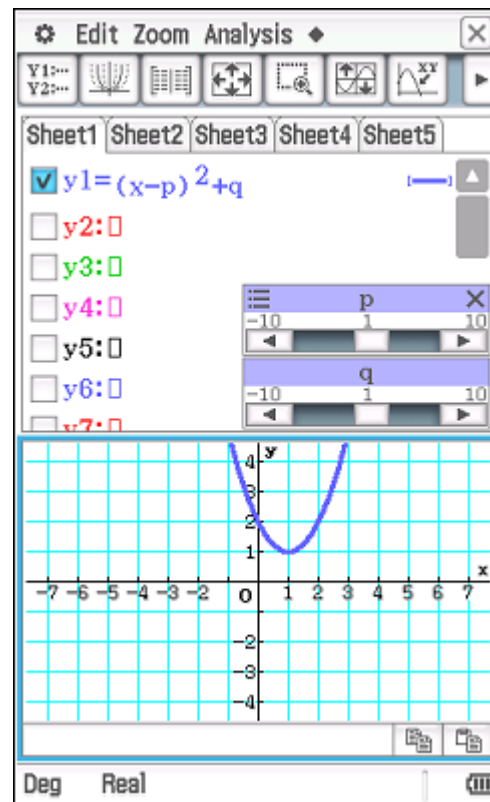 Edit Zoom Analysis ◆
Y1:… Y2:… XY
Sheet1 Sheet2 Sheet3 Sheet4 Sheet5
y1=(x-p)²+q
y2:□
y3:□
y4:□
y5:□
y6:□
y7:□
p
-10 1 10
q
-10 1 10
y
4
3
2
1
x
-7 -6 -5 -4 -3 -2 0 1 2 3 4 5 6 7
-2
-3
-4
Deg Real